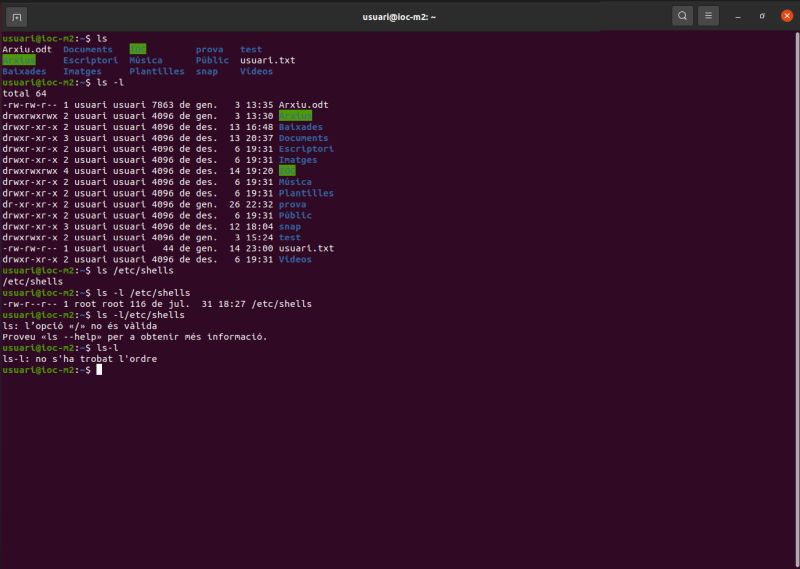 usuari@ioc-m2: ~
usuari@ioc-m2:~$ ls
Arxiu.odt Documents IOC prova test
Arxius Escriptori Música Públic usuari.txt
Baixades Imatges Plantilles snap Vídeos
usuari@ioc-m2:~$ ls -l
total 64
-rw-rw-r-- 1 usuari usuari 7863 de gen. 3 13:35 Arxiu.odt
drwxrwxrwx 2 usuari usuari 4096 de gen. 3 13:30 Arxius
drwxr-xr-x 2 usuari usuari 4096 de des. 13 16:48 Baixades
drwxr-xr-x 3 usuari usuari 4096 de des. 13 20:37 Documents
drwxr-xr-x 2 usuari usuari 4096 de des. 6 19:31 Escriptori
drwxr-xr-x 2 usuari usuari 4096 de des. 6 19:31 Imatges
drwxrwxrwx 4 usuari usuari 4096 de des. 14 19:20 IOC
drwxr-xr-x 2 usuari usuari 4096 de des. 6 19:31 Música
drwxr-xr-x 2 usuari usuari 4096 de des. 6 19:31 Plantilles
dr-xr-xr-x 2 usuari usuari 4096 de gen. 26 22:32 prova
drwxr-xr-x 2 usuari usuari 4096 de des. 6 19:31 Públic
drwxr-xr-x 3 usuari usuari 4096 de des. 12 18:04 snap
drwxrwxr-x 2 usuari usuari 4096 de gen. 3 15:24 test
-rw-rw-r-- 1 usuari usuari 44 de gen. 14 23:00 usuari.txt
drwxr-xr-x 2 usuari usuari 4096 de des. 6 19:31 Vídeos
usuari@ioc-m2:~$ ls /etc/shells
/etc/shells
usuari@ioc-m2:~$ ls -l /etc/shells
-rw-r--r-- 1 root root 116 de jul. 31 18:27 /etc/shells
usuari@ioc-m2:~$ ls -l/etc/shells
ls: l’opció «/» no és vàlida
Proveu «ls --help» per a obtenir més informació.
usuari@ioc-m2:~$ ls-l
ls-l: no s'ha trobat l'ordre
usuari@ioc-m2:~$